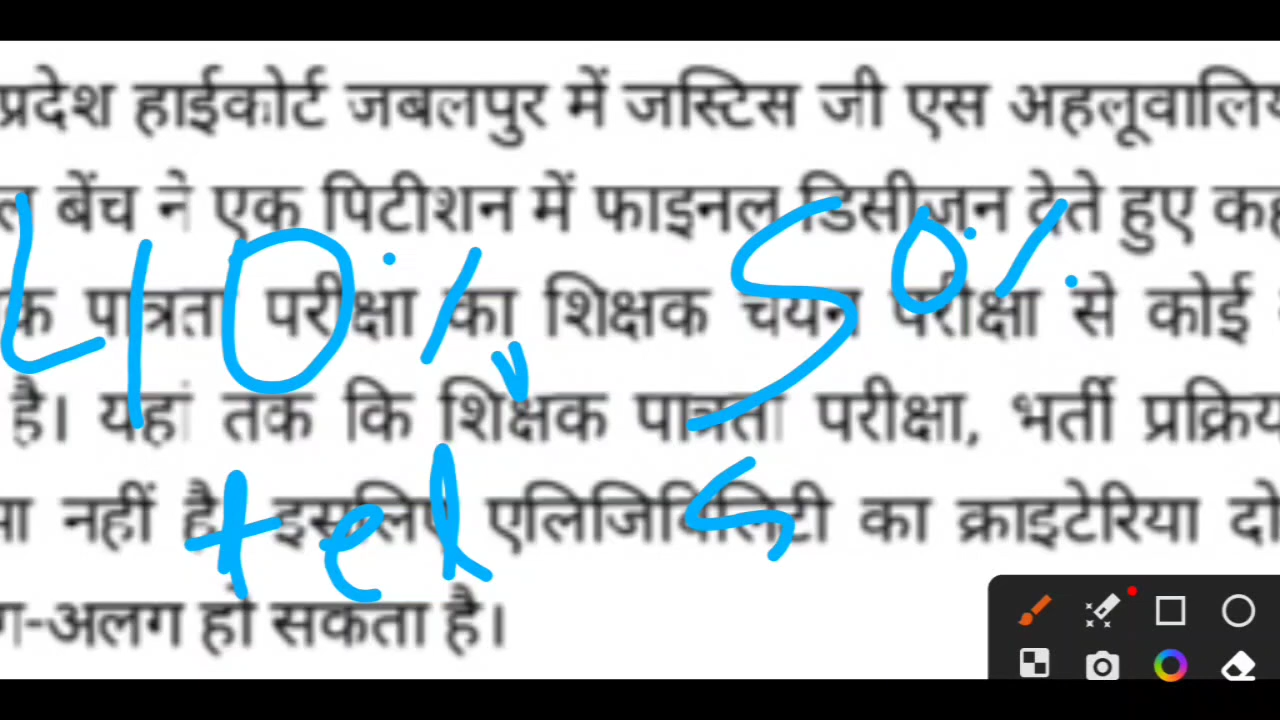 प्रदेश हाईकोर्ट जबलपुर में जस्टिस जी एस अहलूवालिय
ल बेंच ने एक पिटीशन में फाइनल डिसीजन देते हुए कह
40% 50%
क पात्रता परीक्षा का शिक्षक चयन परीक्षा से कोई
है। यहां तक कि शिक्षक पात्रता परीक्षा, भर्ती प्रक्रिय
नहीं है इसलिए एलिजिबिलिटी का क्राइटेरिया दो
ग-अलग हो सकता है।